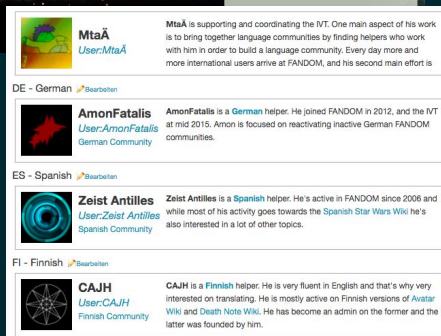 MtaÄ
User:MtaÄ
MtaÄ is supporting and coordinating the IVT. One main aspect of his work
is to bring together language communities by finding helpers who work
with him in order to build a language community. Every day more and
more international users arrive at FANDOM, and his second main effort is
DE - German Bearbeiten
AmonFatalis
User:AmonFatalis
German Community
AmonFatalis is a German helper. He joined FANDOM in 2012, and the IVT
at mid 2015. Amon is focused on reactivating inactive German FANDOM
communities.
ES - Spanish Bearbeiten
Zeist Antilles
User:Zeist Antilles
Spanish Community
Zeist Antilles is a Spanish helper. He's active in FANDOM since 2006 and
while most of his activity goes towards the Spanish Star Wars Wiki he's
also interested in a lot of other topics.
FI - Finnish Bearbeiten
CAJH
User:CAJH
Finnish Community
CAJH is a Finnish helper. He is very fluent in English and that's why very
interested on translating. He is mostly active on Finnish versions of Avatar
Wiki and Death Note Wiki. He has become an admin on the former and the
latter was founded by him.